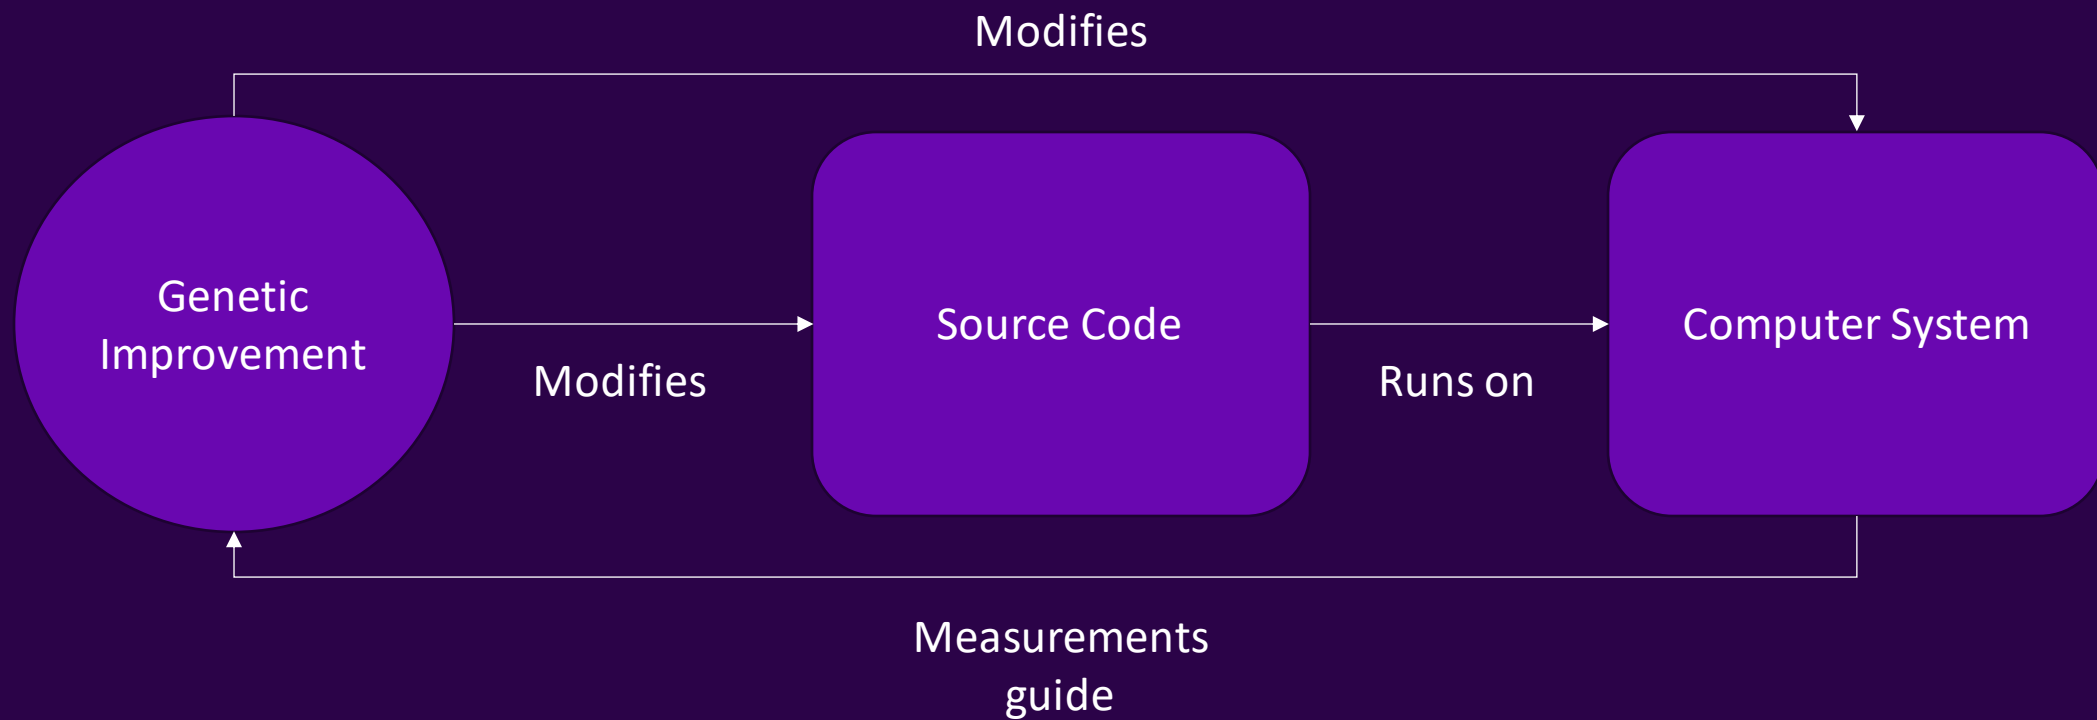 Modifies
Genetic
Improvement
Modifies
Source Code
Runs on
Computer System
Measurements
guide